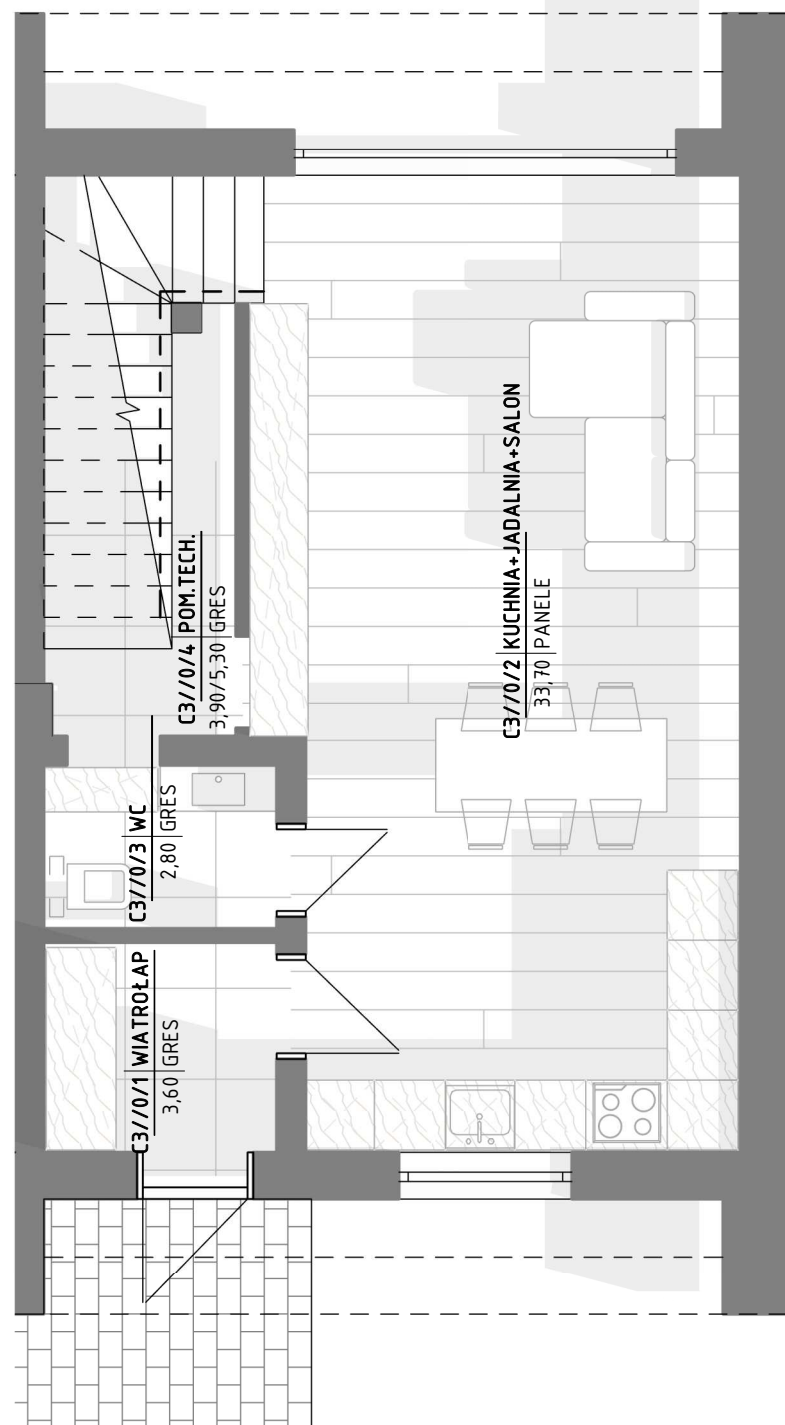 C3//0/4 POM.TECH.
3,90/5,30 GRES
C3//0/2 KUCHNIA+JADALNIA+SALON
33,70 PANELE
C3//0/3 WC
2,80 GRES
C3//0/1 WIATROŁAP
3,60 GRES